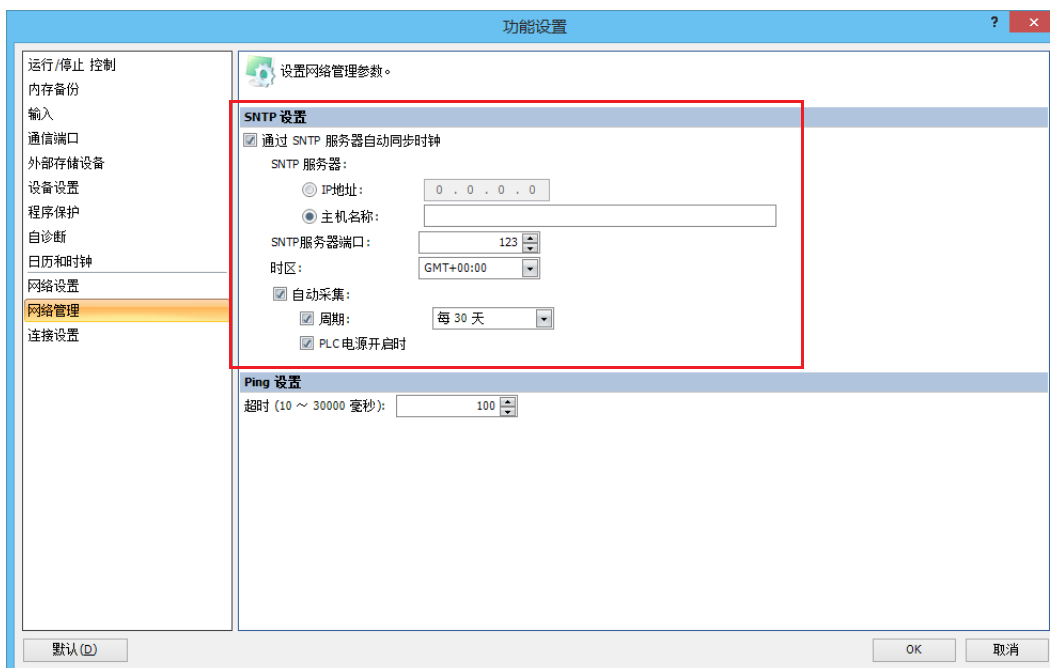 功能设置
?
×
运行/停止 控制
内存备份
输入
通信端口
外部存储设备
设备设置
程序保护
自诊断
日历和时钟
网络设置
网络管理
连接设置
设置网络管理参数。
SNTP 设置
通过 SNTP 服务器自动同步时钟
SNTP 服务器:
IP地址: 0 . 0 . 0 . 0
主机名称:
SNTP服务器端口: 123
时区: GMT+00:00
自动采集:
周期: 每 30 天
PLC 电源开启时
Ping 设置
超时 (10 ～ 30000 毫秒): 100
默认(D)
OK
取消